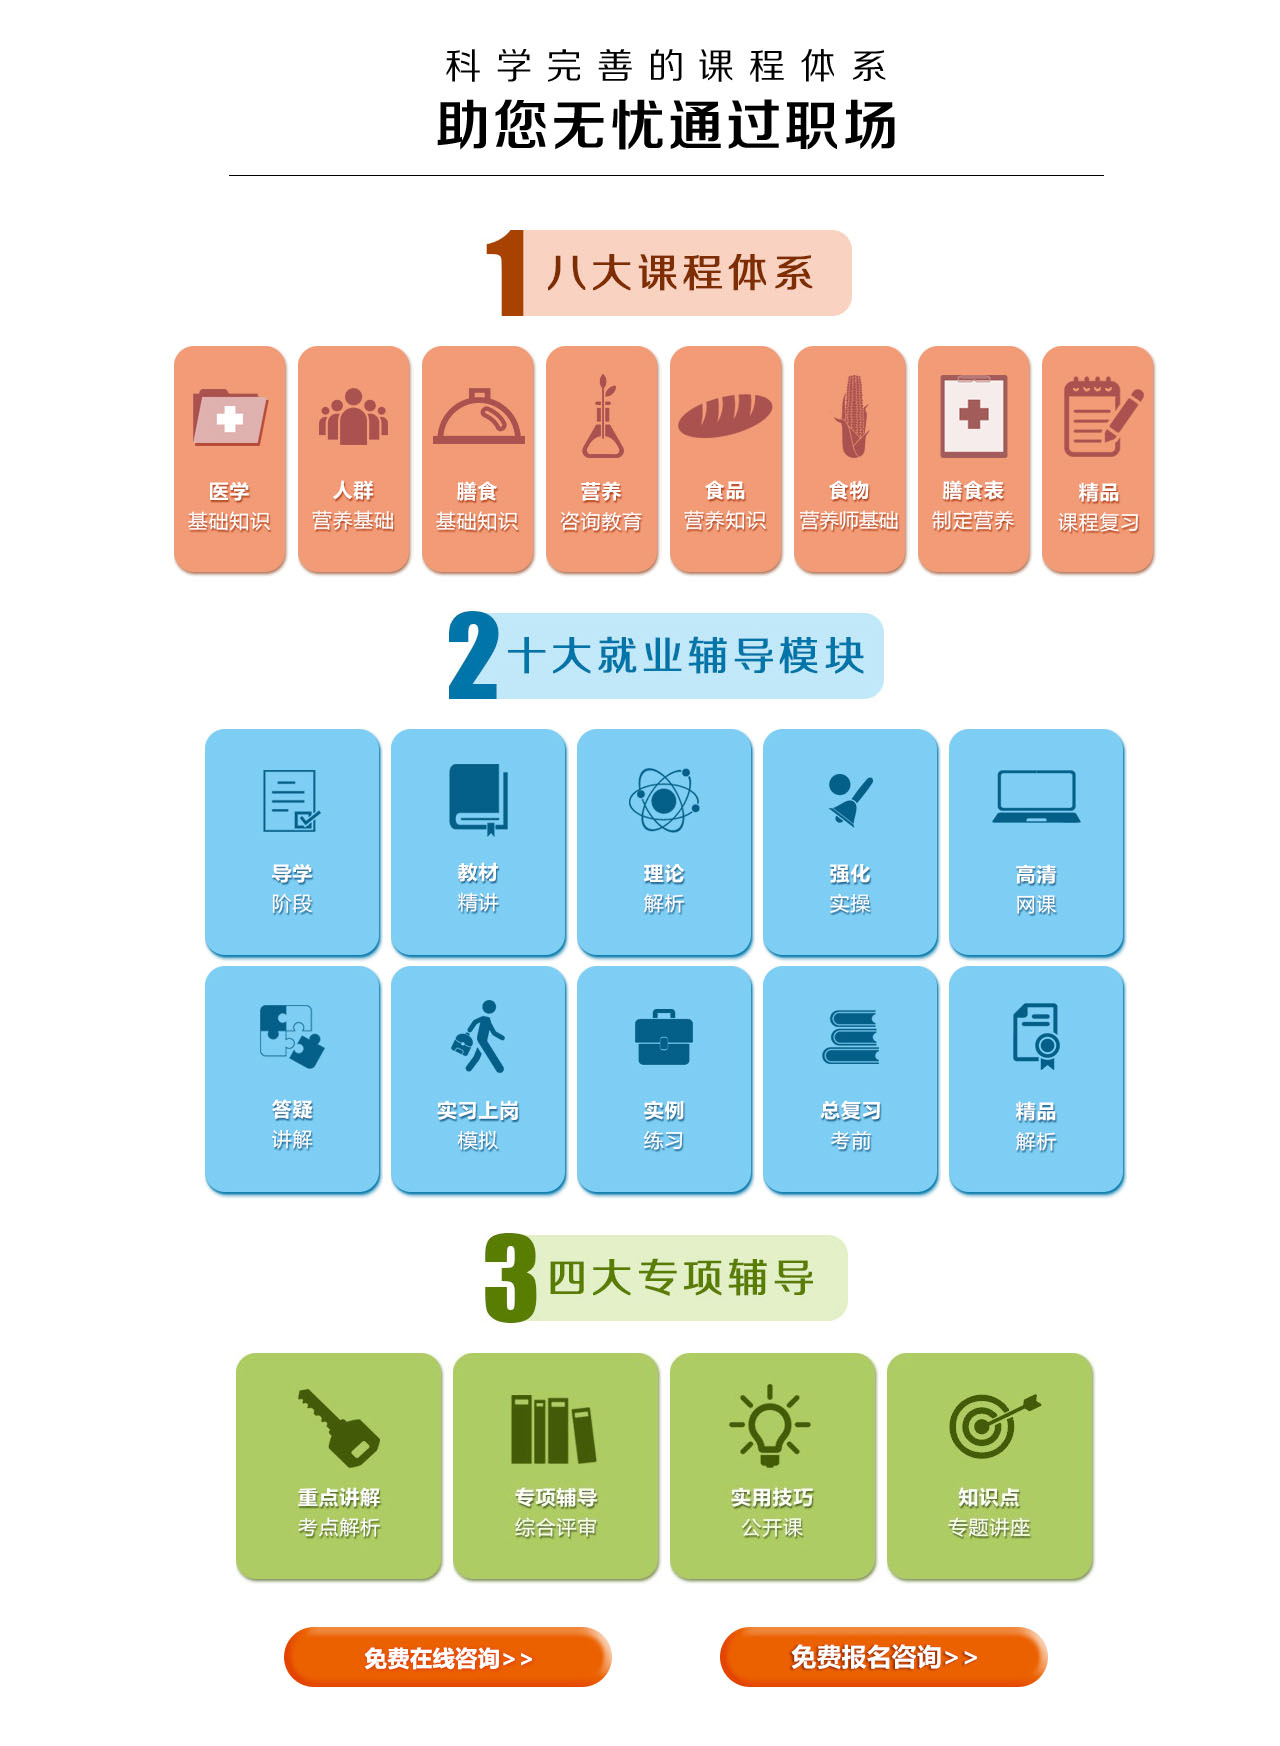 科学完善的课程体系
助您无忧通过职场
1 八大课程体系
医学
基础知识
人群
营养基础
膳食
基础知识
营养
咨询教育
食品
营养知识
食物
营养师基础
膳食表
制定营养
精品
课程复习
2 十大就业辅导模块
导学
阶段
教材
精讲
理论
解析
强化
实操
高清
网课
答疑
讲解
实习上岗
模拟
实例
练习
总复习
考前
精品
解析
3 四大专项辅导
重点讲解
考点解析
专项辅导
综合评审
实用技巧
公开课
知识点
专题讲座
免费在线咨询>>
免费报名咨询>>